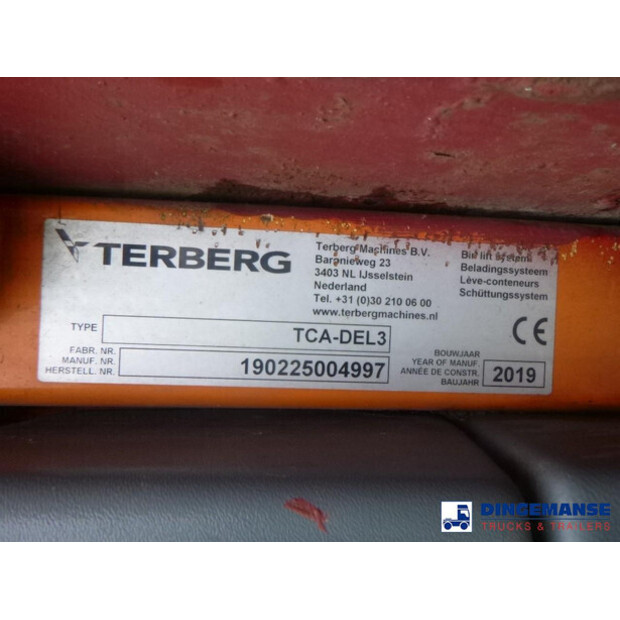 TERBERG
Terberg Machines B.V.
Baronieweg 23
3403 NL IJsselstein
Nederland
Tel. +31 (0)30 210 06 00
www.terbergmachines.nl
Bin lift systems
Beladingssysteem
Lève-conteneurs
Schüttungssystem
TYPE TCA-DEL3
FABR. NR.
MANUF. NR.
HERSTELL. NR.
190225004997
BOUWJAAR
YEAR OF MANUF.
ANNÉE DE CONSTR.
BAUJAHR
2019
CE
DINGEMANSE
TRUCKS & TRAILERS